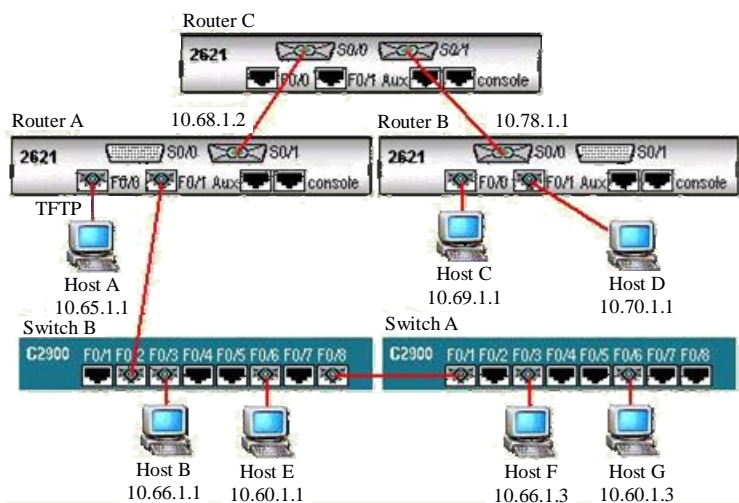 Router C
2621 S0/0 S0/1
F0/0 F0/1 Aux console
Router A 10.68.1.2 Router B 10.78.1.1
2621 S0/0 S0/1
F0/0 F0/1 Aux console
2621 S0/0 S0/1
F0/0 F0/1 Aux console
TFTP
Host A
10.65.1.1
Host C
10.69.1.1
Host D
10.70.1.1
Switch B
C2900 F0/1 F0/2 F0/3 F0/4 F0/5 F0/6 F0/7 F0/8
Switch A
C2900 F0/1 F0/2 F0/3 F0/4 F0/5 F0/6 F0/7 F0/8
Host B
10.66.1.1
Host E
10.60.1.1
Host F
10.66.1.3
Host G
10.60.1.3